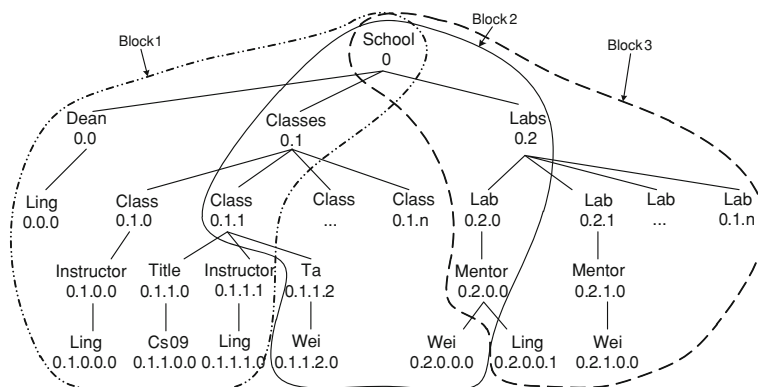 Block1
Block2
Block3
School
0
Dean
0.0
Classes
0.1
Labs
0.2
Ling
0.0.0
Class
0.1.0
Class
0.1.1
Class
...
Class
0.1.n
Lab
0.2.0
Lab
0.2.1
Lab
...
Lab
0.1.n
Instructor
0.1.0.0
Title
0.1.1.0
Instructor
0.1.1.1
Ta
0.1.1.2
Mentor
0.2.0.0
Mentor
0.2.1.0
Ling
0.1.0.0.0
Cs09
0.1.1.0.0
Ling
0.1.1.1.0
Wei
0.1.1.2.0
Wei
0.2.0.0.0
Ling
0.2.0.0.1
Wei
0.2.1.0.0